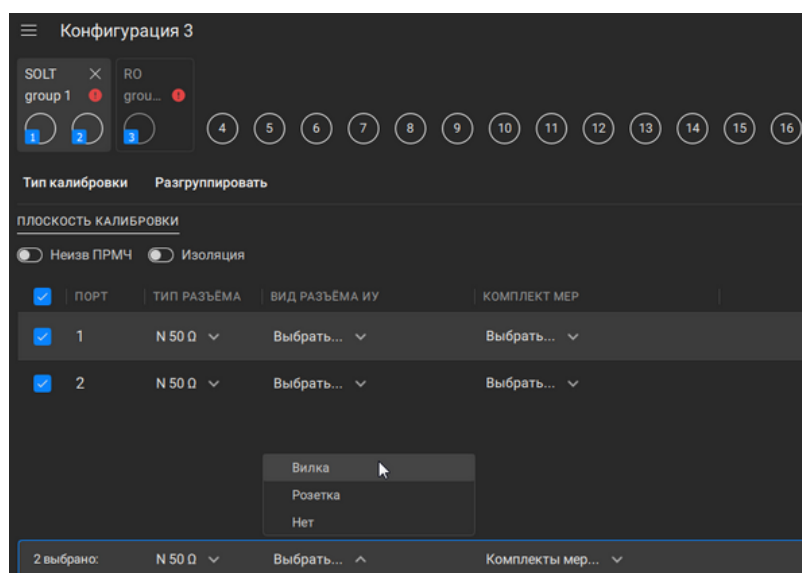 Конфигурация 3
SOLT RO
group 1 grou...
1 2 3 4 5 6 7 8 9 10 11 12 13 14 15 16
Тип калибровки Разгруппировать
ПЛОСКОСТЬ КАЛИБРОВКИ
Неизв ПРМЧ Изоляция
ПОРТ ТИП РАЗЪЁМА ВИД РАЗЪЁМА ИУ КОМПЛЕКТ МЕР
1 N 50 Ω Выбрать... Выбрать...
2 N 50 Ω Выбрать... Выбрать...
Вилка
Розетка
Нет
2 выбрано: N 50 Ω Выбрать... Комплекты мер...